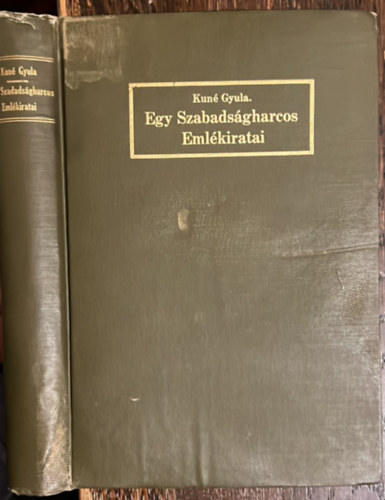 Kuné Gyula
Szabadságharcos
Emlékiratai
Kuné Gyula.
Egy Szabadságharcos
Emlékiratai